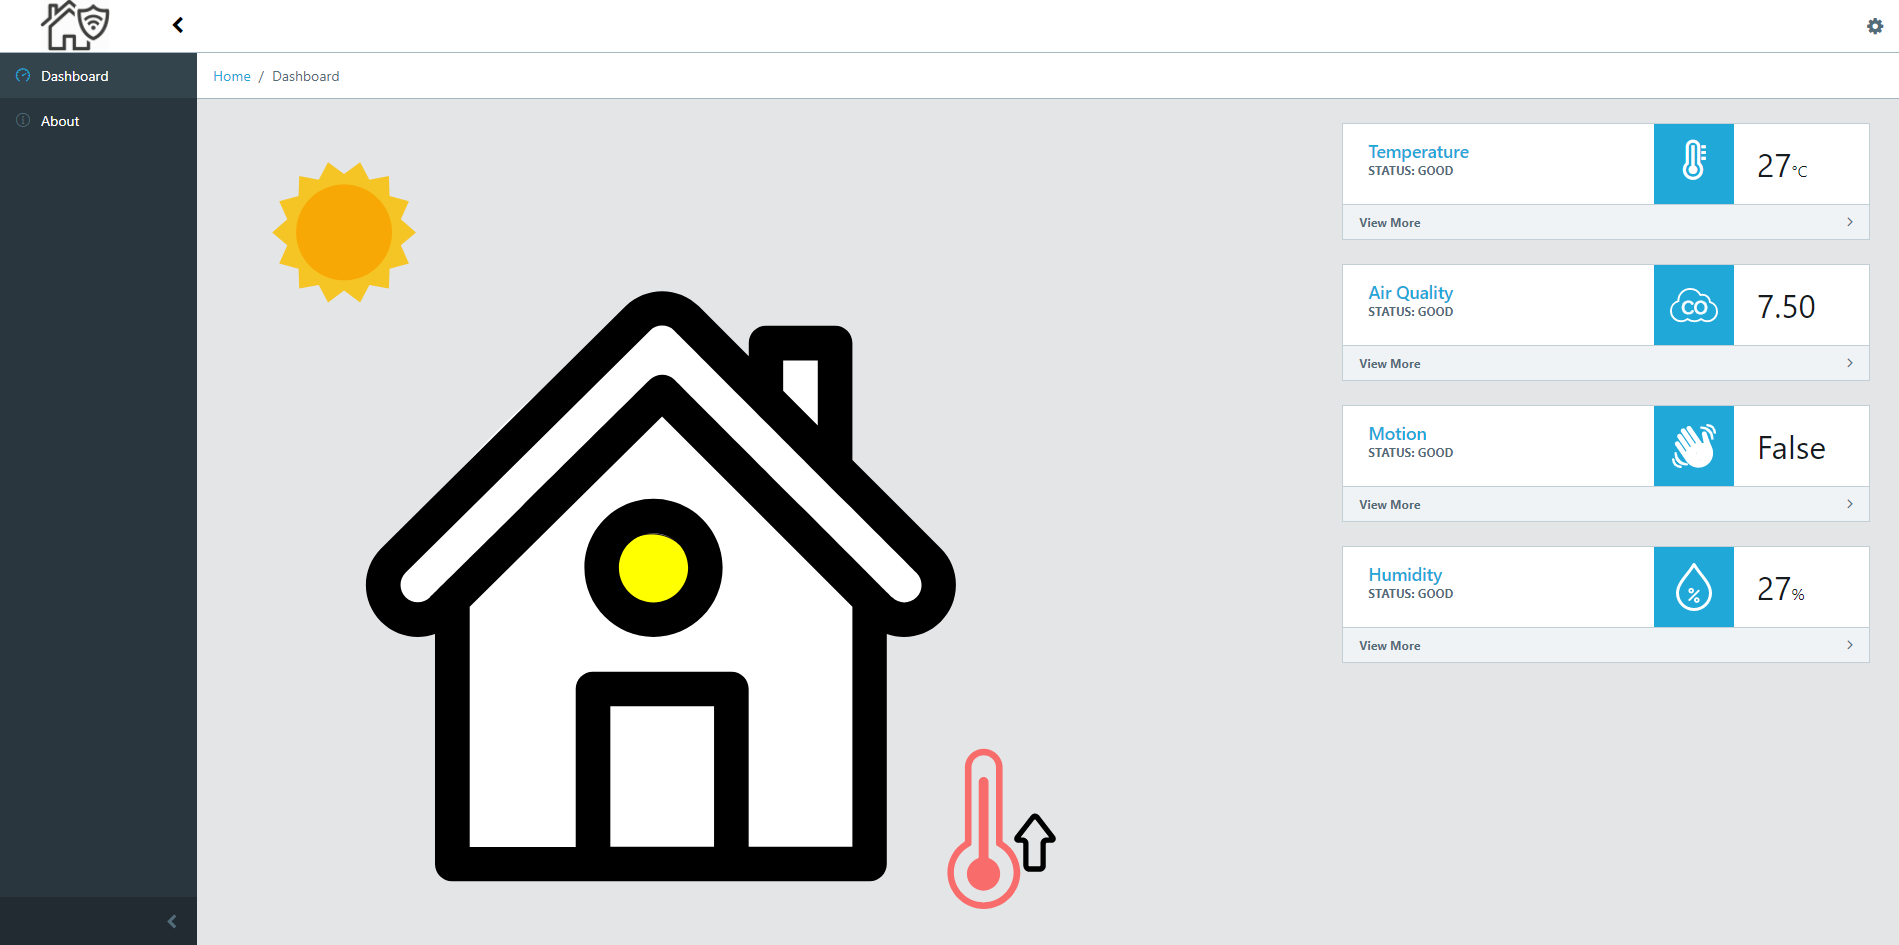 Dashboard
About
Home / Dashboard
Temperature
STATUS: GOOD
27°C
View More
Air Quality
STATUS: GOOD
CO
7.50
View More
Motion
STATUS: GOOD
False
View More
Humidity
STATUS: GOOD
%
27%
View More